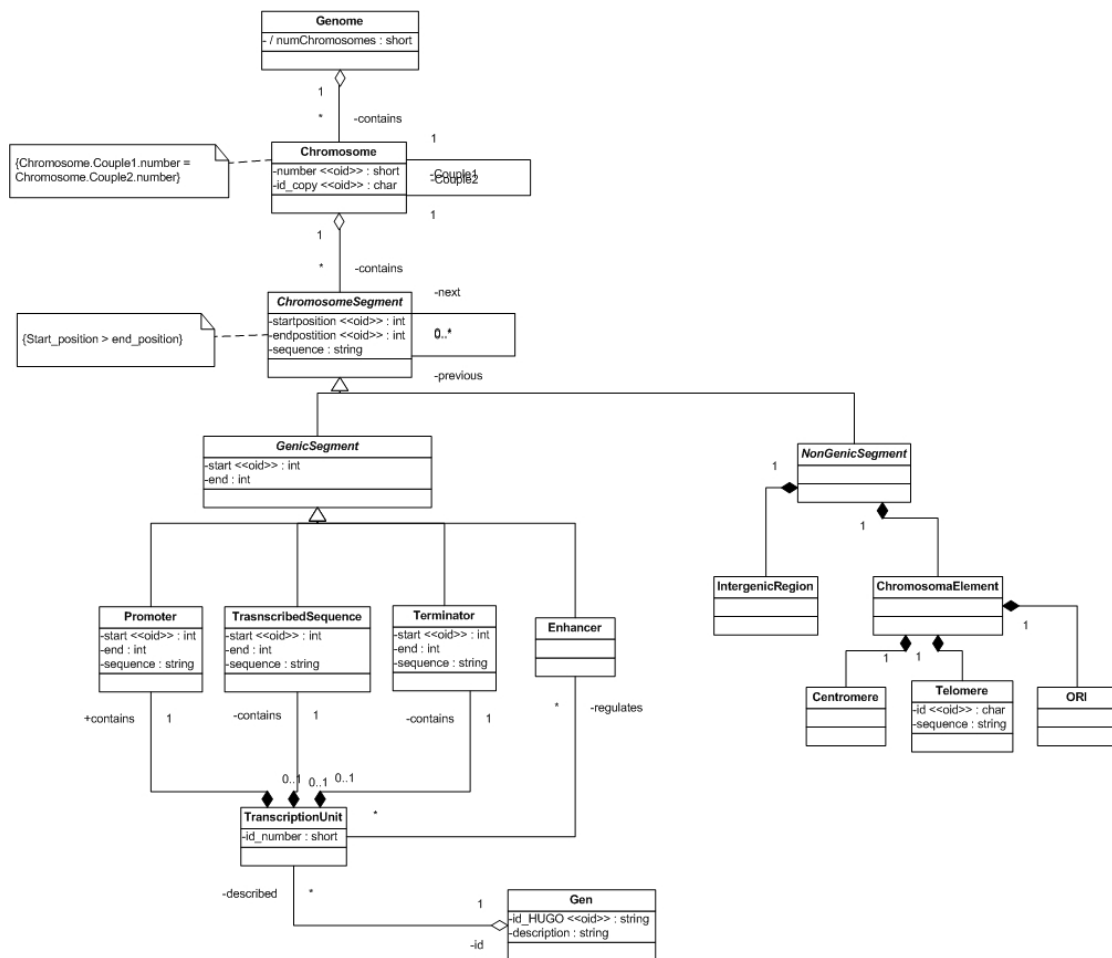 Genome
- / numChromosomes : short
1
*
-contains
{Chromosome.Couple1.number =
Chromosome.Couple2.number}
Chromosome
-number <<oid>> : short
-id_copy <<oid>> : char
1
-Couple1
-Couple2
1
1
*
-contains
{Start_position > end_position}
ChromosomeSegment
-startposition <<oid>> : int
-endpostition <<oid>> : int
-sequence : string
-next
0..*
-previous
GenicSegment
-start <<oid>> : int
-end : int
NonGenicSegment
1
1
Promoter
-start <<oid>> : int
-end : int
-sequence : string
TrasnscribedSequence
-start <<oid>> : int
-end : int
-sequence : string
Terminator
-start <<oid>> : int
-end : int
-sequence : string
Enhancer
IntergenicRegion
ChromosomaElement
1
1
1
Centromere
Telomere
-id <<oid>> : char
-sequence : string
ORI
+contains
1
-contains
1
-contains
1
*
-regulates
0..1
0..1
0..1
*
TranscriptionUnit
-id_number : short
-described
*
1
-id
Gen
-id_HUGO <<oid>> : string
-description : string